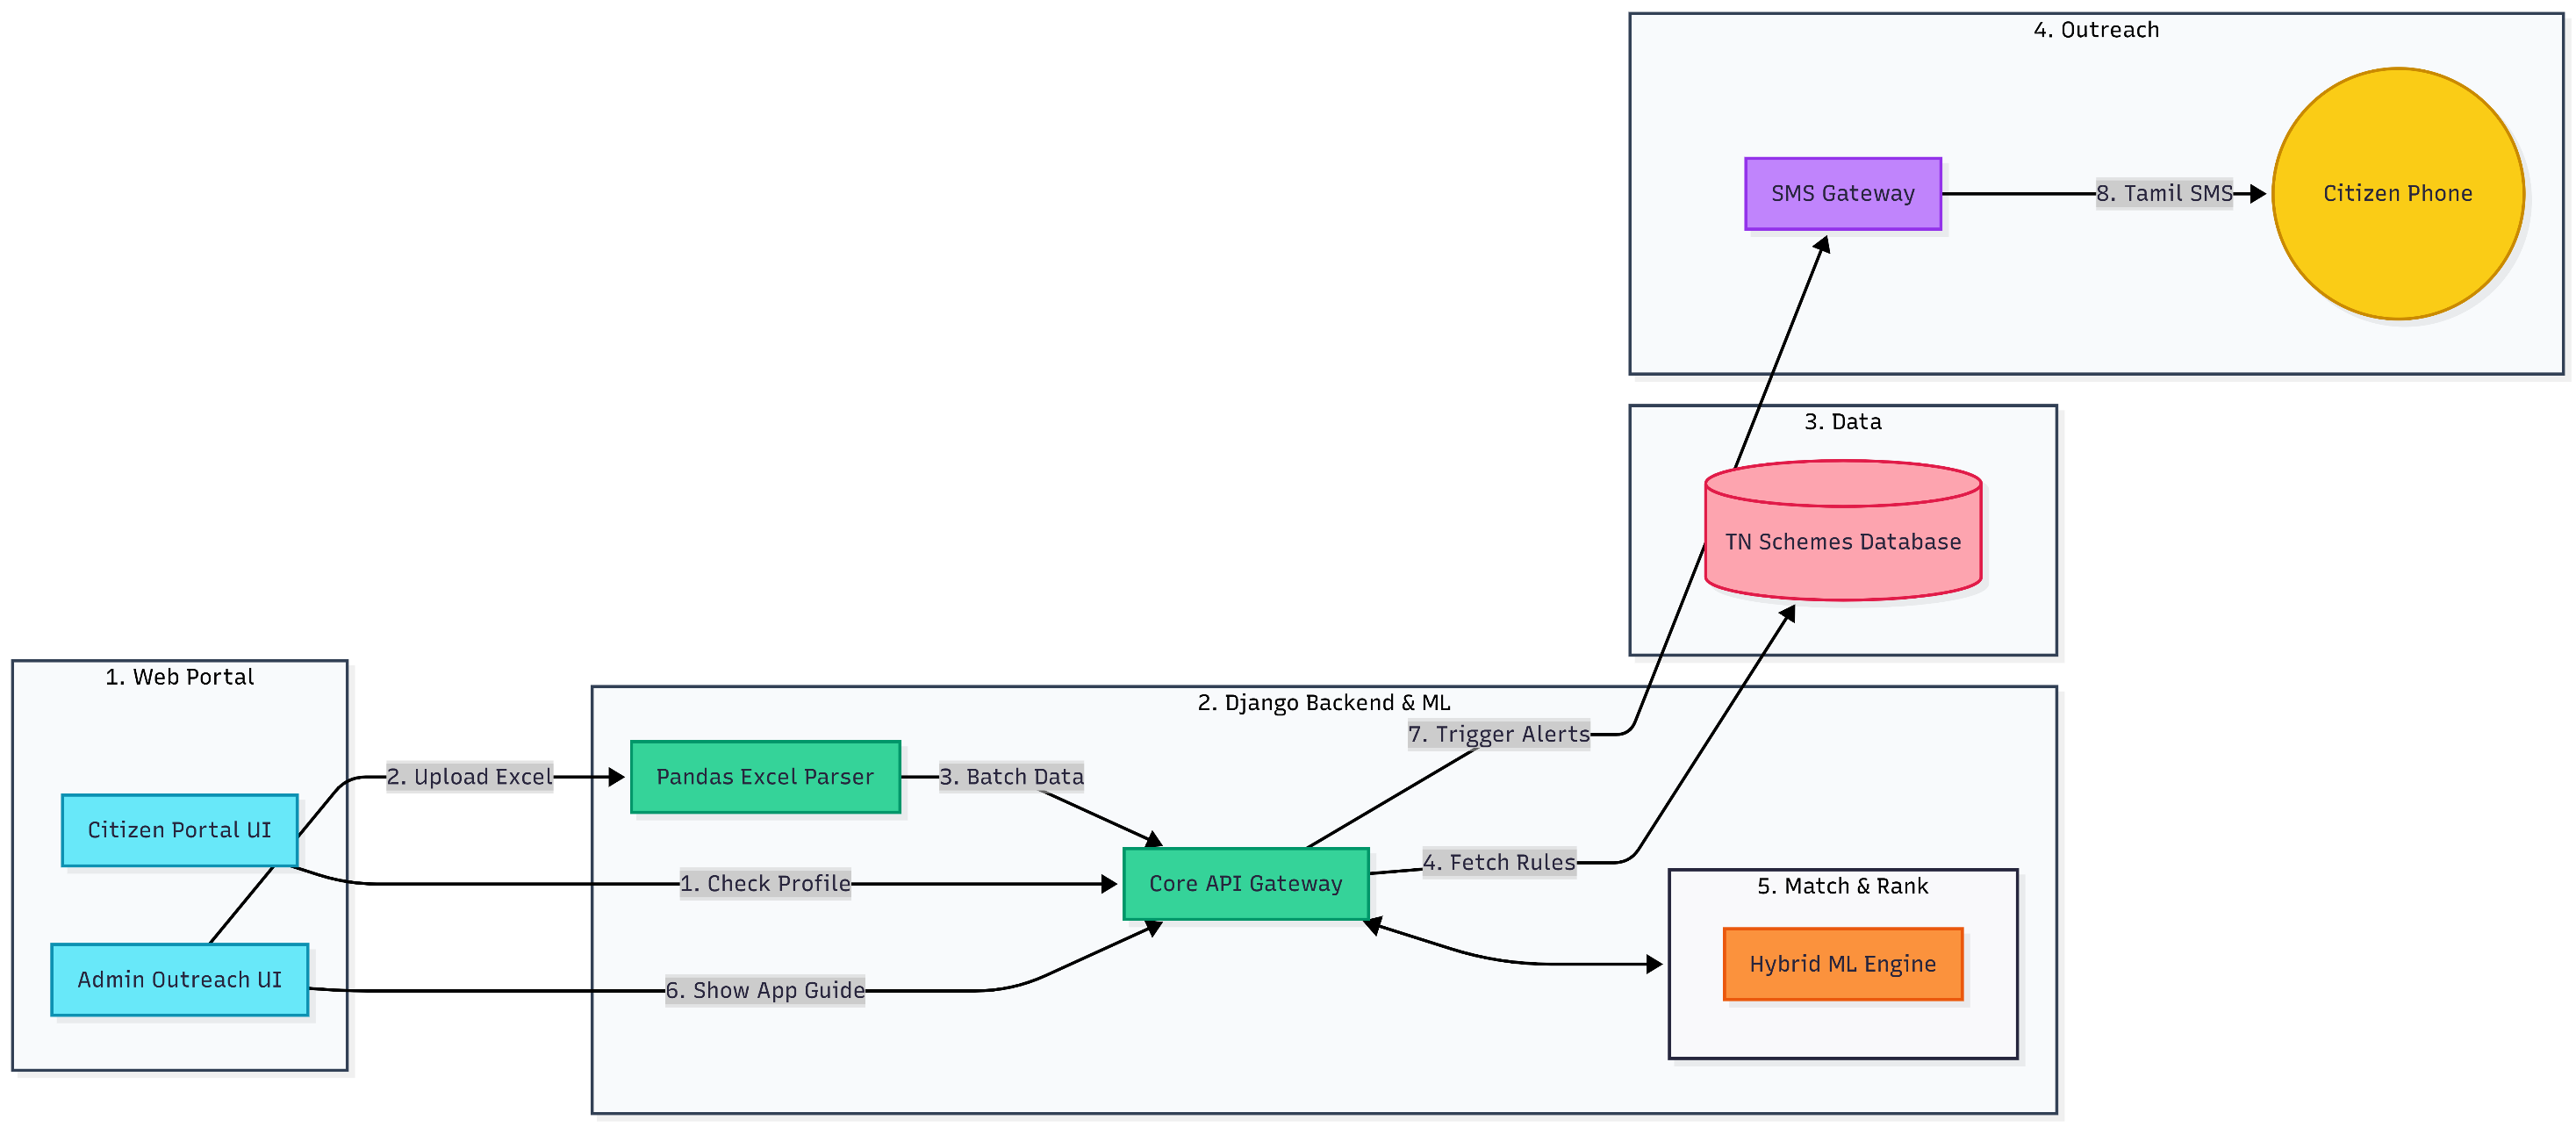 4. Outreach
SMS Gateway
8. Tamil SMS
Citizen Phone
3. Data
TN Schemes Database
1. Web Portal
Citizen Portal UI
Admin Outreach UI
2. Upload Excel
1. Check Profile
6. Show App Guide
2. Django Backend & ML
Pandas Excel Parser
3. Batch Data
Core API Gateway
7. Trigger Alerts
4. Fetch Rules
5. Match & Rank
Hybrid ML Engine